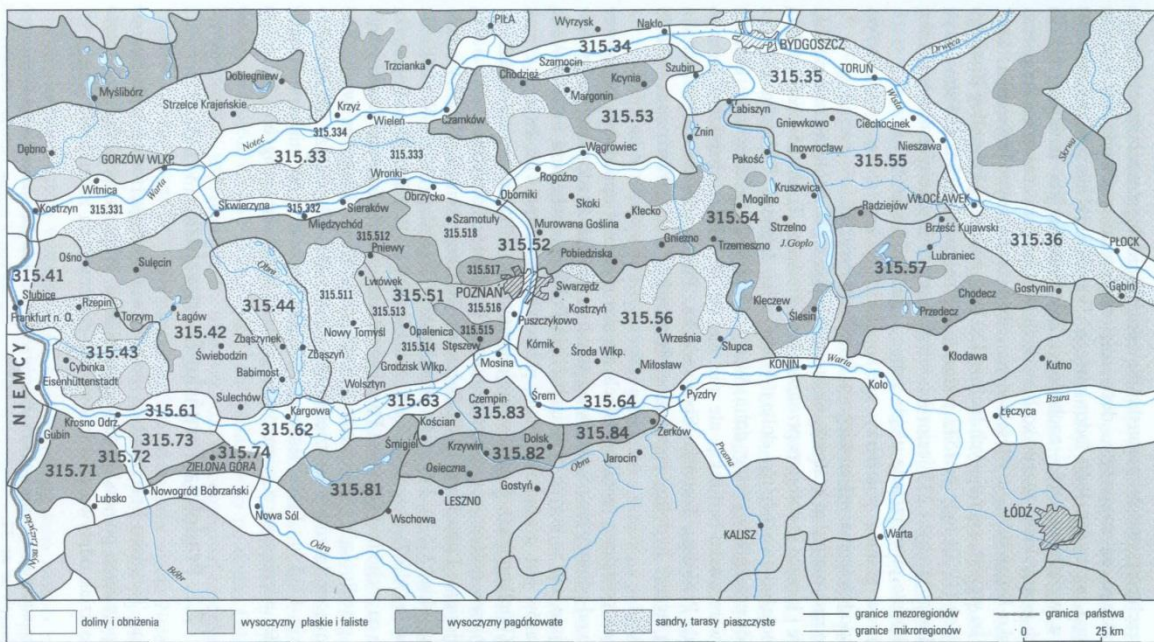 PIŁA
Wyrzysk
Nakło
315.34
BYDGOSZCZ
Drwęca
Trzcianka
Szamocin
Dobiegniew
Chodzież
Kcynia
Szubin
315.35
TORUŃ
Myślibórz
Margonin
Strzelce Krajeńskie
Krzyż
Wieleń
Czarnków
315.53
Łabiszyn
Wisła
315.334
Gniewkowo
Ciechocinek
Noteć
315.33
Żnin
Dębno
315.333
Wągrowiec
Pakość
Inowrocław
Nieszawa
Skrwa
GORZÓW WLKP.
Wronki
Rogoźno
315.55
Witnica
Warta
Obrzycko
Oborniki
Kruszwica
Kostrzyn
315.331
Skwierzyna
315.332
Sieraków
Skoki
Mogilno
Radziejów
WŁOCŁAWEK
Międzychód
Szamotuły
Murowana Goślina
Kłecko
315.54
Strzelno
Brześć Kujawski
315.518
315.52
315.36
315.512
Gniezno
Trzemeszno
J.Gopło
PŁOCK
315.41
Ośno
Sulęcin
Obra
Pniewy
Pobiedziska
Lubraniec
315.517
315.57
Lwówek
Słubice
Rzepin
315.44
315.511
315.51
POZNAŃ
Swarzędz
Kleczew
Chodecz
Gostynin
Gąbin
Frankfurt n. O.
Torzym
Łagów
315.513
315.516
Kostrzyń
315.56
Ślesin
Przedecz
315.42
Nowy Tomyśl
Opalenica
Puszczykowo
315.43
Zbąszynek
315.515
Września
Świebodzin
Zbąszyń
315.514
Stęszew
Kórnik
Słupca
Kłodawa
Kutno
Cybinka
Grodzisk Wlkp.
Mosina
Środa Wlkp.
KONIN
Warta
Eisenhüttenstadt
Babimost
Miłosław
Koło
NIEMCY
Sulechów
Wolsztyn
Czempin
Pyzdry
Kargowa
315.63
Śrem
315.64
Bzura
Krosno Odrz.
315.61
315.62
Kościan
315.83
Łęczyca
Gubin
315.73
Śmigiel
Krzywin
Dolsk
315.84
Żerków
315.72
315.74
315.82
Prosna
315.71
ZIELONA GÓRA
Osieczna
Obra
Jarocin
Lubsko
Nowogród Bobrzański
315.81
LESZNO
Gostyń
Nowa Sól
Wschowa
ŁÓDŹ
Nysa Łużycka
Odra
KALISZ
Warta
Bóbr
doliny i obniżenia
wysoczyzny płaskie i faliste
wysoczyzny pagórkowate
sandry, tarasy piaszczyste
granice mezoregionów
granica państwa
granice mikroregionów
0 25 km